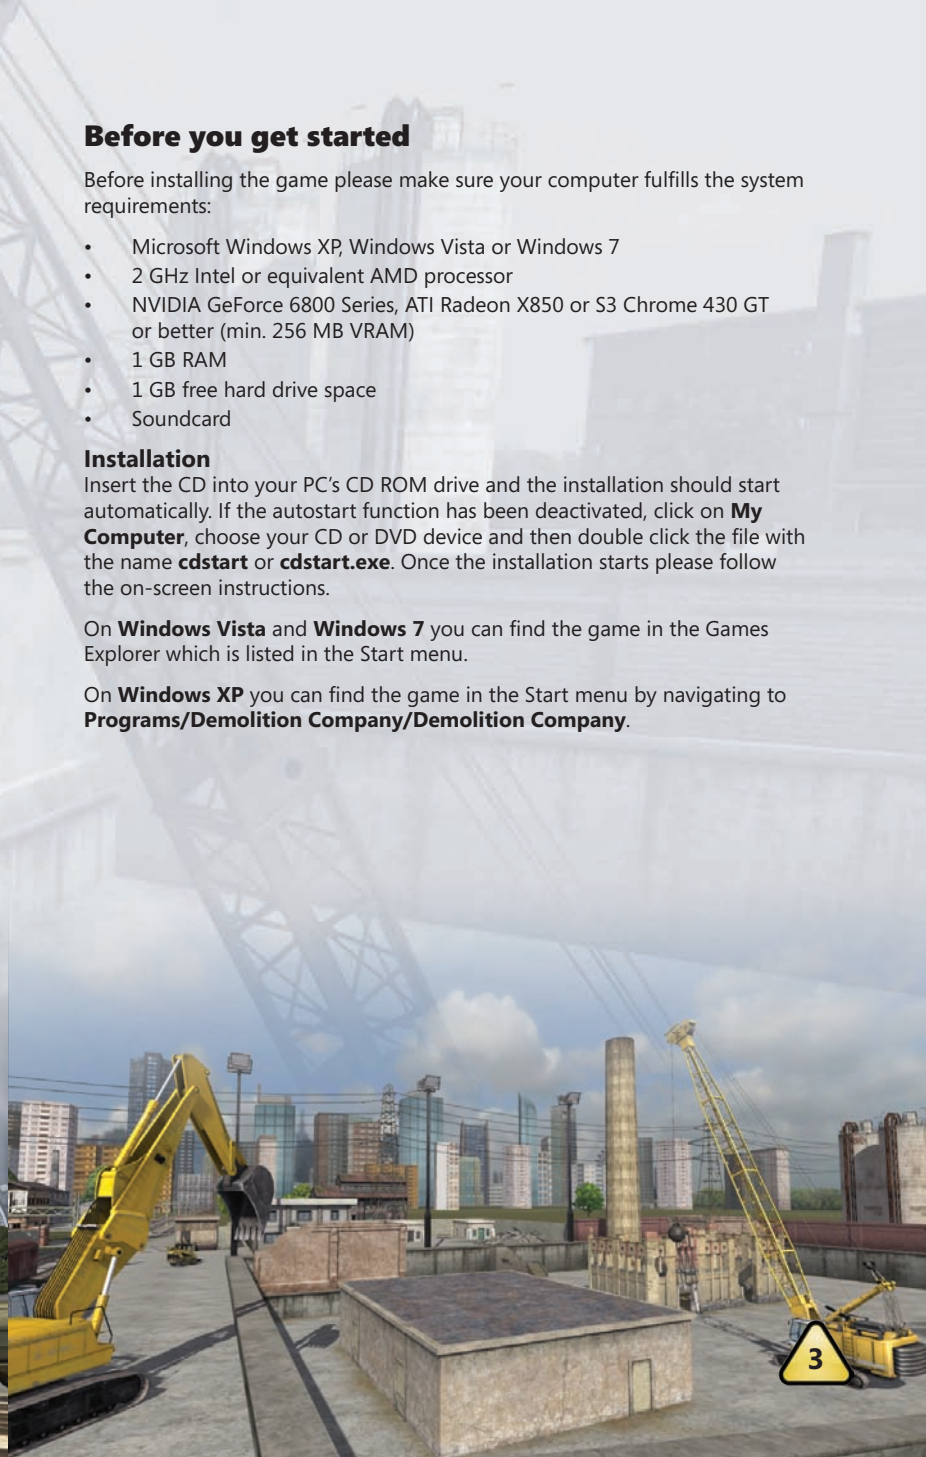 Before you get started
Before installing the game please make sure your computer fulfills the system
requirements:
• Microsoft Windows XP, Windows Vista or Windows 7
• 2 GHz Intel or equivalent AMD processor
• NVIDIA GeForce 6800 Series, ATI Radeon X850 or S3 Chrome 430 GT
or better (min. 256 MB VRAM)
• 1 GB RAM
• 1 GB free hard drive space
• Soundcard
Installation
Insert the CD into your PC’s CD ROM drive and the installation should start
automatically. If the autostart function has been deactivated, click on My
Computer, choose your CD or DVD device and then double click the file with
the name cdstart or cdstart.exe. Once the installation starts please follow
the on-screen instructions.
On Windows Vista and Windows 7 you can find the game in the Games
Explorer which is listed in the Start menu.
On Windows XP you can find the game in the Start menu by navigating to
Programs/Demolition Company/Demolition Company.
3